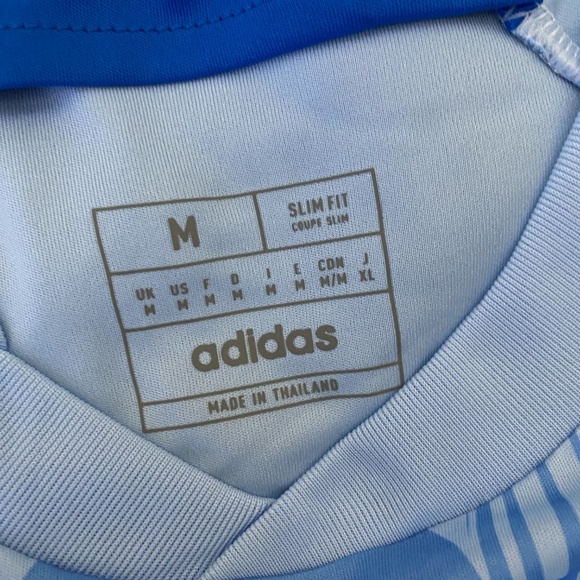 M
SLIM FIT
COUPE SLIM
UK US F D I E CDN J
M M M M M M M/M XL
adidas
MADE IN THAILAND